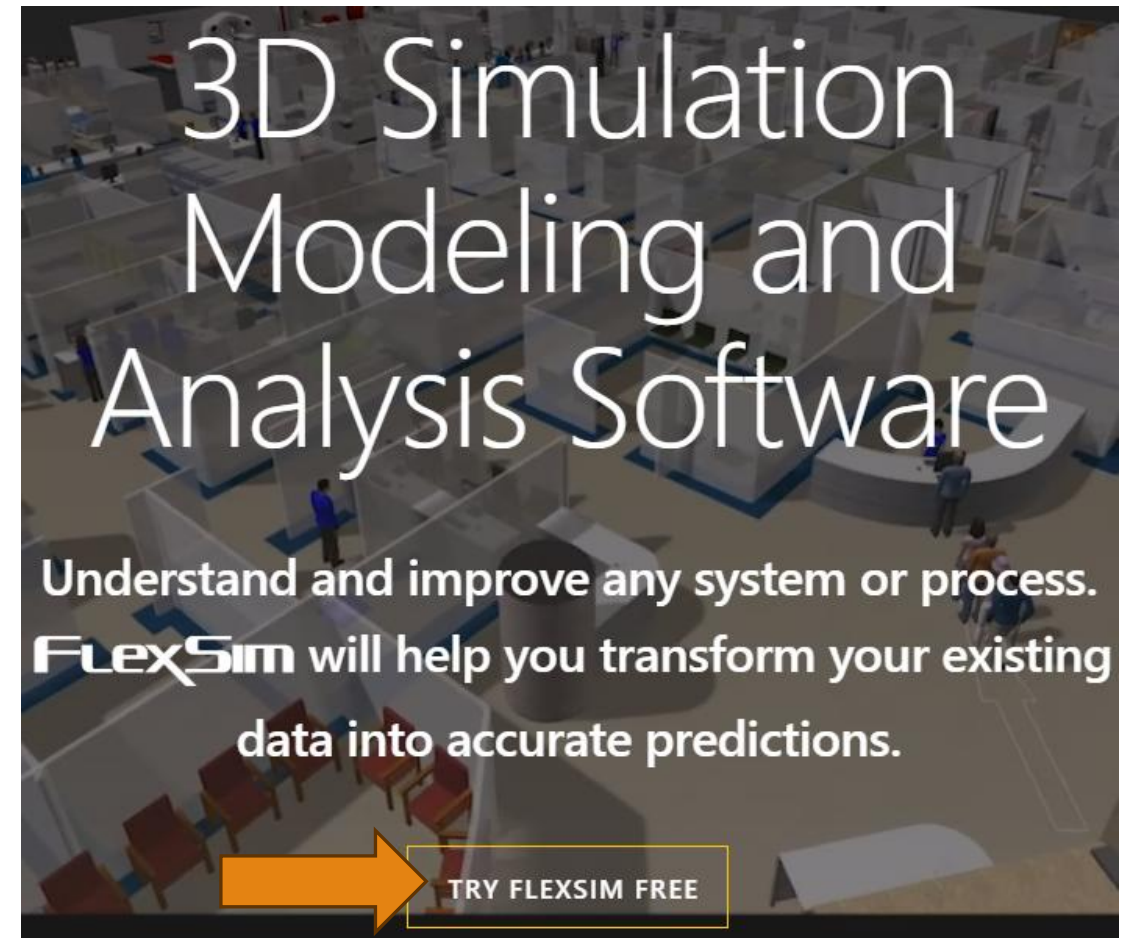 3D Simulation
Modeling and
Analysis Software
Understand and improve any system or process.
FLexSim will help you transform your existing
data into accurate predictions.
TRY FLEXSIM FREE